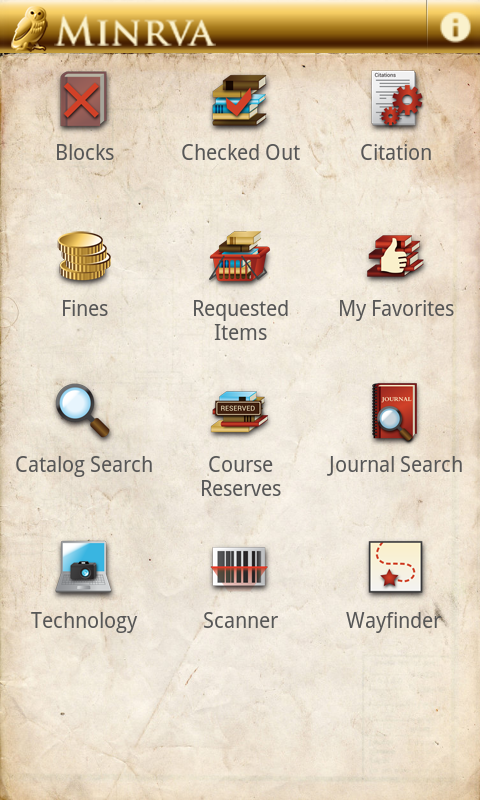 MINRVA
Blocks
Checked Out
Citations
Citation
Fines
Requested
Items
My Favorites
RESERVED
JOURNAL
Catalog Search
Course
Reserves
Journal Search
Technology
Scanner
Wayfinder